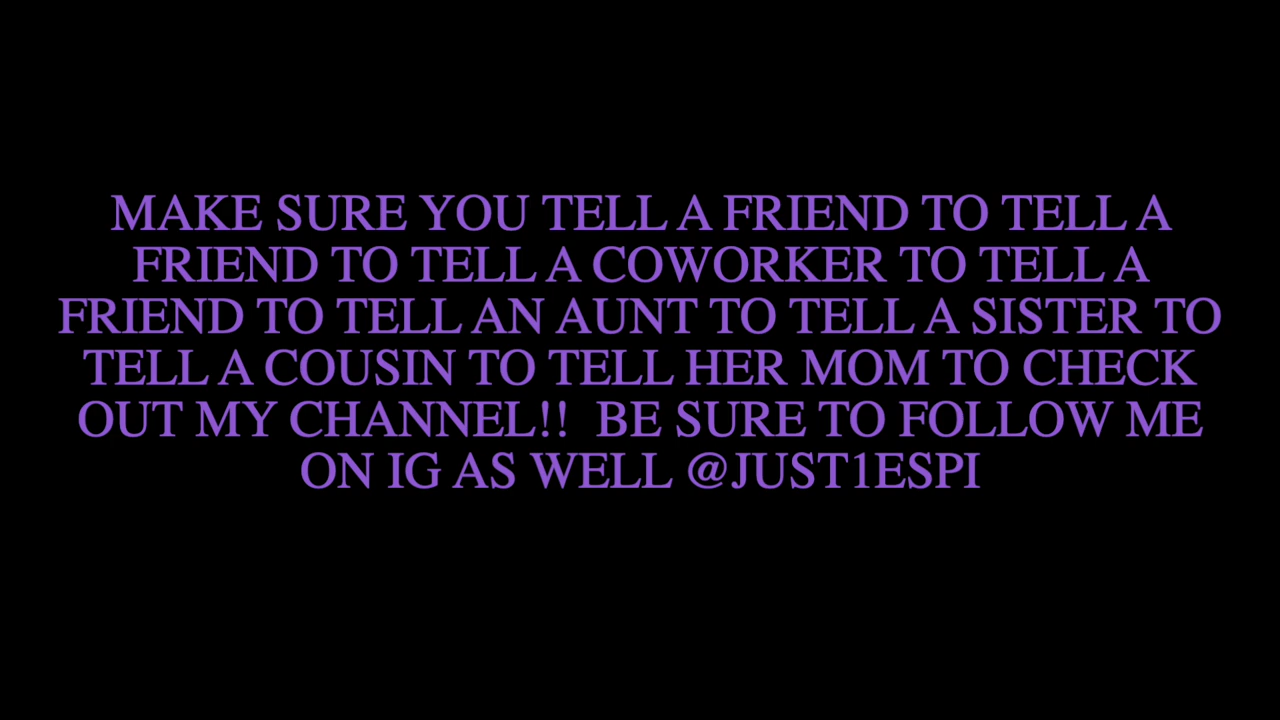 MAKE SURE YOU TELL A FRIEND TO TELL A
FRIEND TO TELL A COWORKER TO TELL A
FRIEND TO TELL AN AUNT TO TELL A SISTER TO
TELL A COUSIN TO TELL HER MOM TO CHECK
OUT MY CHANNEL!!  BE SURE TO FOLLOW ME
ON IG AS WELL @JUST1ESPI